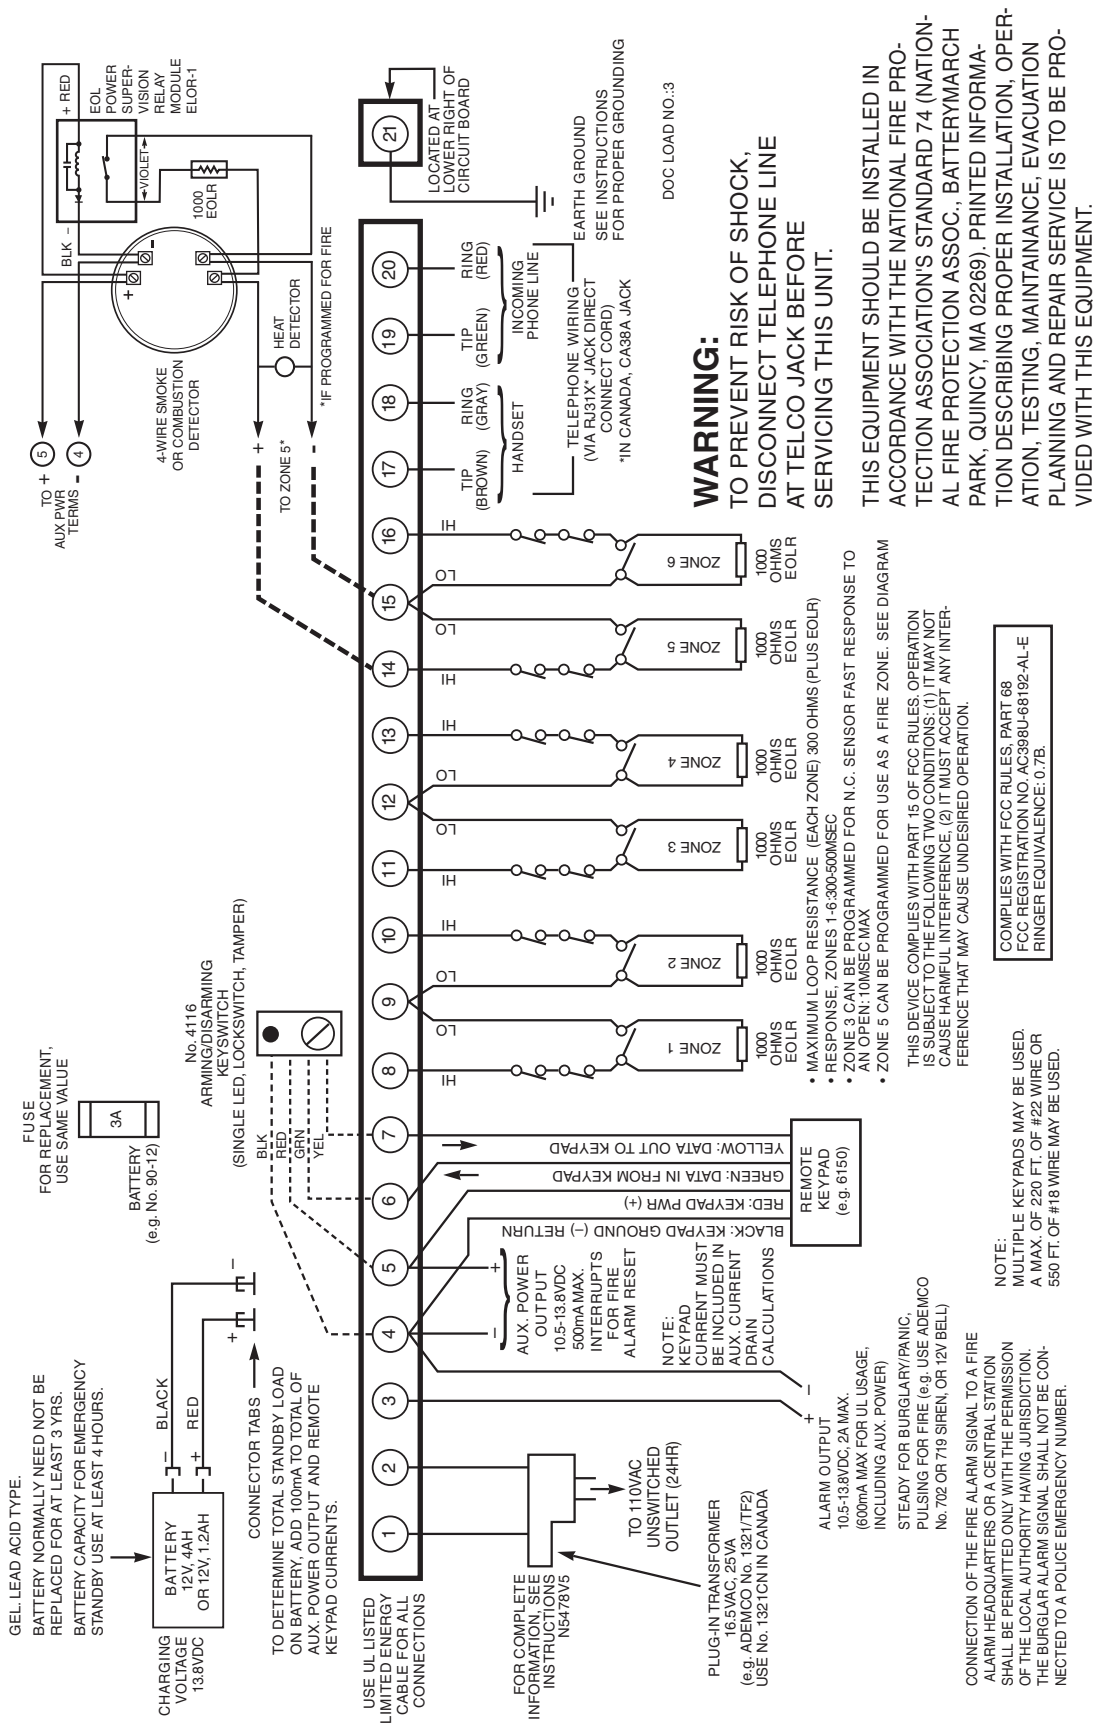 GEL. LEAD ACID TYPE.
BATTERY NORMALLY NEED NOT BE
REPLACED FOR AT LEAST 3 YRS.
BATTERY CAPACITY FOR EMERGENCY
STANDBY USE AT LEAST 4 HOURS.
CHARGING
VOLTAGE
13.8VDC
BATTERY
12V, 4AH
OR 12V, 1.2AH
– BLACK –
+ RED +
CONNECTOR TABS
TO DETERMINE TOTAL STANDBY LOAD
ON BATTERY, ADD 100mA TO TOTAL OF
AUX. POWER OUTPUT AND REMOTE
KEYPAD CURRENTS.
FUSE
FOR REPLACEMENT,
USE SAME VALUE
3A
BATTERY
(e.g. No. 90-12)
No. 4116
ARMING/DISARMING
KEYSWITCH
(SINGLE LED, LOCKSWITCH, TAMPER)
BLK
RED
GRN
YEL
TO +
AUX PWR
TERMS –
5
4
4-WIRE SMOKE
OR COMBUSTION
DETECTOR
+
-
BLK –
+ RED
EOL
POWER
SUPER-
VISION
RELAY
MODULE
ELOR-1
VIOLET
1000
EOLR
HEAT
DETECTOR
*IF PROGRAMMED FOR FIRE
+
TO ZONE 5*
-
USE UL LISTED
LIMITED ENERGY
CABLE FOR ALL
CONNECTIONS
1 2 3 4 5 6 7 8 9 10 11 12 13 14 15 16 17 18 19 20 21
LOCATED AT
LOWER RIGHT OF
CIRCUIT BOARD
EARTH GROUND
SEE INSTRUCTIONS
FOR PROPER GROUNDING
DOC LOAD NO.:3
FOR COMPLETE
INFORMATION, SEE
INSTRUCTIONS
N5478V5
TO 110VAC
UNSWITCHED
OUTLET (24HR)
PLUG-IN TRANSFORMER
16.5VAC, 25VA
(e.g. ADEMCO No. 1321/TF2)
USE No. 1321CN IN CANADA
– +
AUX. POWER
OUTPUT
10.5-13.8VDC
500mA MAX.
INTERRUPTS
FOR FIRE
ALARM RESET
NOTE:
KEYPAD
CURRENT MUST
BE INCLUDED IN
AUX. CURRENT
DRAIN
CALCULATIONS
+ –
ALARM OUTPUT
10.5-13.8VDC, 2A MAX.
(600mA MAX FOR UL USAGE,
INCLUDING AUX. POWER)
STEADY FOR BURGLARY/PANIC,
PULSING FOR FIRE (e.g. USE ADEMCO
No. 702 OR 719 SIREN, OR 12V BELL)
CONNECTION OF THE FIRE ALARM SIGNAL TO A FIRE
ALARM HEADQUARTERS OR A CENTRAL STATION
SHALL BE PERMITTED ONLY WITH THE PERMISSION
OF THE LOCAL AUTHORITY HAVING JURISDICTION.
THE BURGLAR ALARM SIGNAL SHALL NOT BE CON-
NECTED TO A POLICE EMERGENCY NUMBER.
BLACK: KEYPAD GROUND (–) RETURN
RED: KEYPAD PWR (+)
GREEN: DATA IN FROM KEYPAD
YELLOW: DATA OUT TO KEYPAD
REMOTE
KEYPAD
(e.g. 6150)
NOTE:
MULTIPLE KEYPADS MAY BE USED.
A MAX. OF 220 FT. OF #22 WIRE OR
550 FT. OF #18 WIRE MAY BE USED.
HI LO LO HI
ZONE 1
1000
OHMS
EOLR
ZONE 2
1000
OHMS
EOLR
HI LO LO HI
ZONE 3
1000
OHMS
EOLR
ZONE 4
1000
OHMS
EOLR
HI LO LO HI
ZONE 5
1000
OHMS
EOLR
ZONE 6
1000
OHMS
EOLR
• MAXIMUM LOOP RESISTANCE (EACH ZONE) 300 OHMS (PLUS EOLR)
• RESPONSE, ZONES 1-6:300-500MSEC
• ZONE 3 CAN BE PROGRAMMED FOR N.C. SENSOR FAST RESPONSE TO
AN OPEN: 10MSEC MAX
• ZONE 5 CAN BE PROGRAMMED FOR USE AS A FIRE ZONE. SEE DIAGRAM
THIS DEVICE COMPLIES WITH PART 15 OF FCC RULES. OPERATION
IS SUBJECT TO THE FOLLOWING TWO CONDITIONS: (1) IT MAY NOT
CAUSE HARMFUL INTERFERENCE, (2) IT MUST ACCEPT ANY INTER-
FERENCE THAT MAY CAUSE UNDESIRED OPERATION.
COMPLIES WITH FCC RULES, PART 68
FCC REGISTRATION NO. AC398U-68192-AL-E
RINGER EQUIVALENCE: 0.7B.
TIP
(BROWN)
RING
(GRAY)
HANDSET
TIP
(GREEN)
RING
(RED)
INCOMING
PHONE LINE
TELEPHONE WIRING
(VIA RJ31X* JACK DIRECT
CONNECT CORD)
*IN CANADA, CA38A JACK
WARNING:
TO PREVENT RISK OF SHOCK,
DISCONNECT TELEPHONE LINE
AT TELCO JACK BEFORE
SERVICING THIS UNIT.
THIS EQUIPMENT SHOULD BE INSTALLED IN
ACCORDANCE WITH THE NATIONAL FIRE PRO-
TECTION ASSOCIATION'S STANDARD 74 (NATION-
AL FIRE PROTECTION ASSOC., BATTERYMARCH
PARK, QUINCY, MA 02269). PRINTED INFORMA-
TION DESCRIBING PROPER INSTALLATION, OPER-
ATION, TESTING, MAINTENANCE, EVACUATION
PLANNING AND REPAIR SERVICE IS TO BE PRO-
VIDED WITH THIS EQUIPMENT.